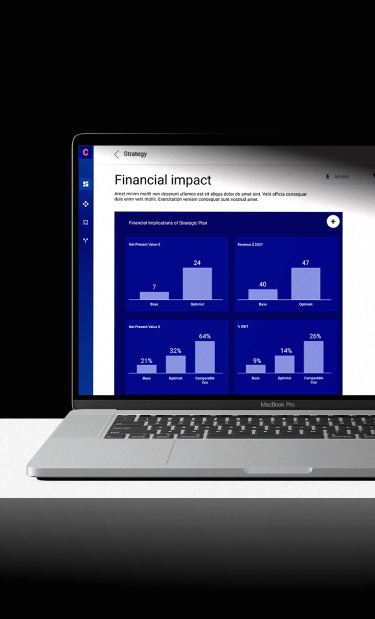 C
Strategy
Financial impact
Amet minim mollit non deserunt ullamco est sit aliqua dolor do amet sint. Velit officia consequat
duis enim velit mollit. Exercitation veniam consequat sunt nostrud amet.
Financial Implications of Strategic Plan
+
Net Present Value $
7
24
Base
Optimist
Revenue $ 2027
40
47
Base
Optimist
Net Present Value $
21%
32%
64%
Base
Optimist
Comparable
Cos
% EBIT
9%
14%
26%
Base
Optimist
Comparable
Cos
MacBook Pro